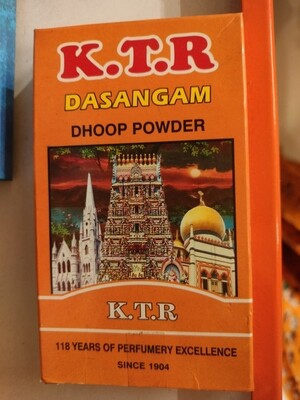 K.T.R
DASANGAM
DHOOP POWDER
K.T.R
118 YEARS OF PERFUMERY EXCELLENCE
SINCE 1904